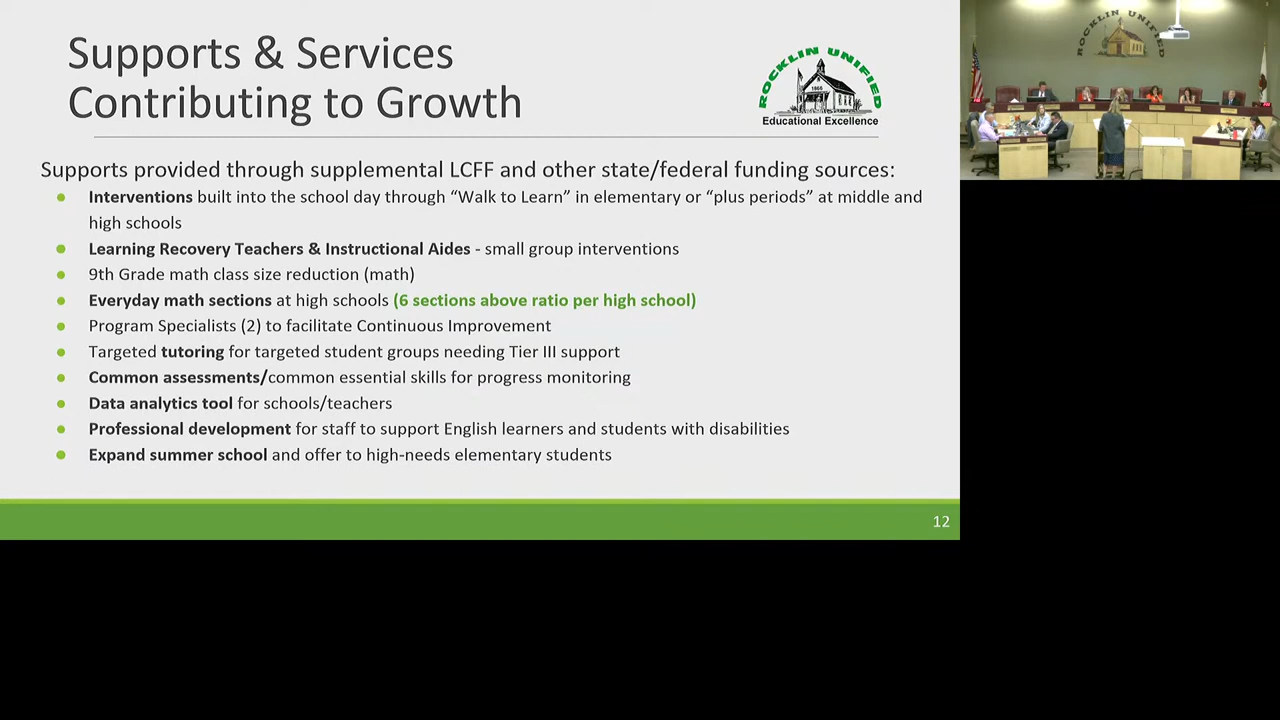 Supports & Services
Contributing to Growth
ROCKLIN UNIFIED
1866
Educational Excellence
ROCKLIN UNIFIED
Supports provided through supplemental LCFF and other state/federal funding sources:
Interventions built into the school day through “Walk to Learn” in elementary or “plus periods” at middle and
high schools
Learning Recovery Teachers & Instructional Aides - small group interventions
9th Grade math class size reduction (math)
Everyday math sections at high schools (6 sections above ratio per high school)
Program Specialists (2) to facilitate Continuous Improvement
Targeted tutoring for targeted student groups needing Tier III support
Common assessments/common essential skills for progress monitoring
Data analytics tool for schools/teachers
Professional development for staff to support English learners and students with disabilities
Expand summer school and offer to high-needs elementary students
12